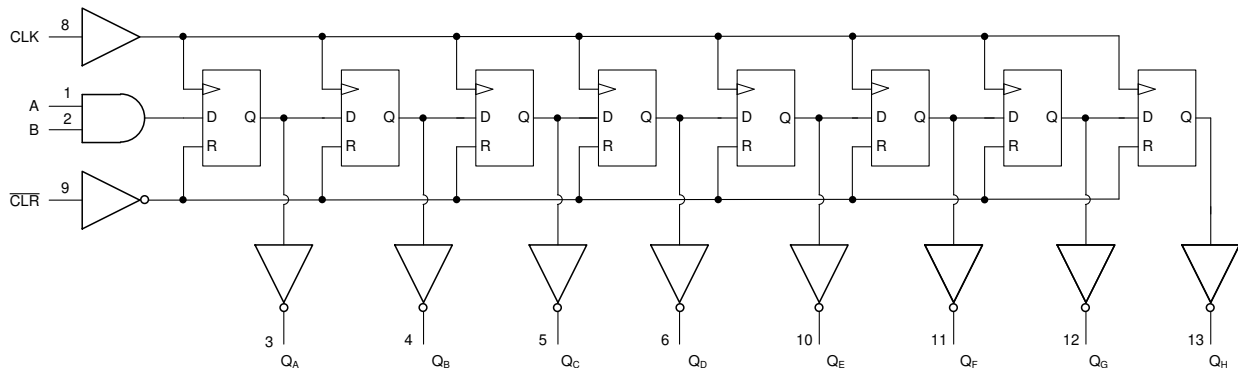 CLK 8
A 1
B 2
D Q D Q D Q D Q D Q D Q D Q D Q
R R R R R R R R
C̅L̅R̅ 9
3 4 5 6 10 11 12 13
QA QB QC QD QE QF QG QH